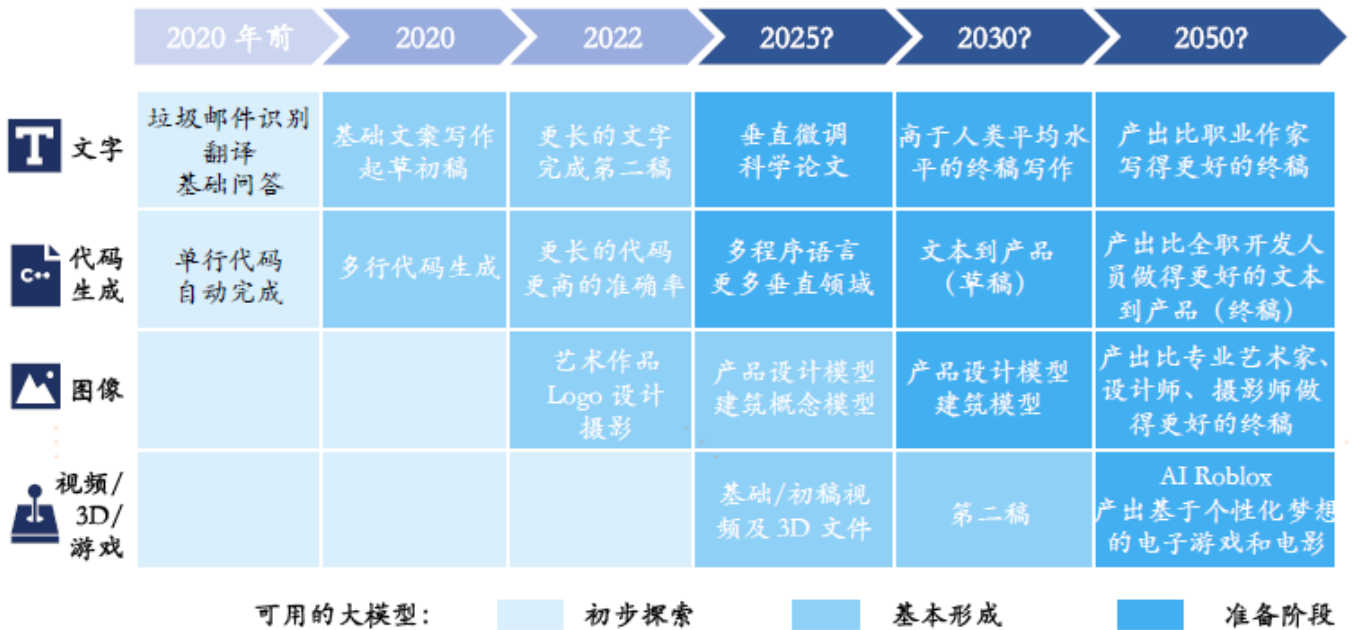 2020 年前
2020
2022
2025?
2030?
2050?
T
文字
垃圾邮件识别
翻译
基础问答
基础文案写作
起草初稿
更长的文字
完成第二稿
垂直微调
科学论文
高于人类平均水
平的终稿写作
产出比职业作家
写得更好的终稿
C++
代码
生成
单行代码
自动完成
多行代码生成
更长的代码
更高的准确率
多程序语言
更多垂直领域
文本到产品
（草稿）
产出比全职开发人
员做得更好的文本
到产品（终稿）
图像
艺术作品
Logo 设计
摄影
产品设计模型
建筑概念模型
产品设计模型
建筑模型
产出比专业艺术家、
设计师、摄影师做
得更好的终稿
视频/
3D/
游戏
基础/初稿视
频及 3D 文件
第二稿
AI Roblox
产出基于个性化梦想
的电子游戏和电影
可用的大模型：
初步探索
基本形成
准备阶段